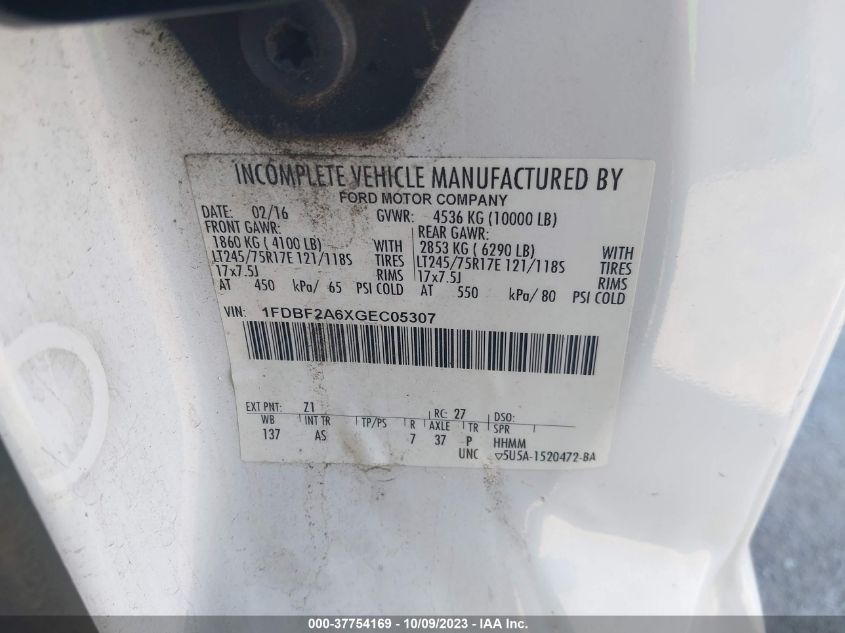 INCOMPLETE VEHICLE MANUFACTURED BY
FORD MOTOR COMPANY
DATE: 02/16 GVWR: 4536 KG (10000 LB)
FRONT GAWR: REAR GAWR:
1860 KG ( 4100 LB) WITH 2853 KG ( 6290 LB) WITH
LT245/75R17E 121/118S TIRES LT245/75R17E 121/118S TIRES
17x7.5J RIMS 17x7.5J RIMS
AT 450 kPa/ 65 PSI COLD AT 550 kPa/ 80 PSI COLD
VIN: 1FDBF2A6XGEC05307
EXT PNT: Z1 RC: 27 DSO:
WB INT TR TP/PS R AXLE TR SPR
137 AS 7 37 P HHMM
UNC ▽5U5A-1520472-BA
000-37754169 - 10/09/2023 - IAA Inc.